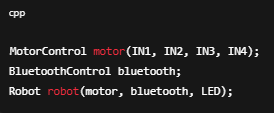 cpp
MotorControl motor(IN1, IN2, IN3, IN4);
BluetoothControl bluetooth;
Robot robot(motor, bluetooth, LED);